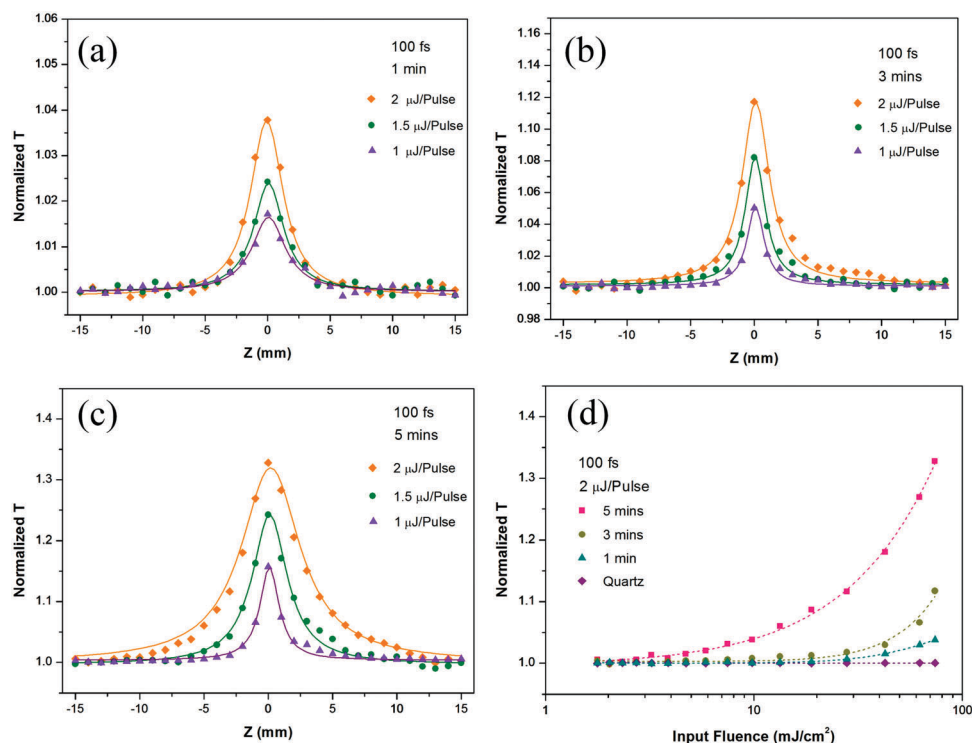 (a)
100 fs
1 min
2 μJ/Pulse
1.5 μJ/Pulse
1 μJ/Pulse
1.06
1.05
1.04
1.03
1.02
1.01
1.00
Normalized T
-15 -10 -5 0 5 10 15
Z (mm)
(b)
100 fs
3 mins
2 μJ/Pulse
1.5 μJ/Pulse
1 μJ/Pulse
1.16
1.14
1.12
1.10
1.08
1.06
1.04
1.02
1.00
0.98
Normalized T
-15 -10 -5 0 5 10 15
Z (mm)
(c)
100 fs
5 mins
2 μJ/Pulse
1.5 μJ/Pulse
1 μJ/Pulse
1.4
1.3
1.2
1.1
1.0
Normalized T
-15 -10 -5 0 5 10 15
Z (mm)
(d)
100 fs
2 μJ/Pulse
5 mins
3 mins
1 min
Quartz
1.4
1.3
1.2
1.1
1.0
Normalized T
1 10 100
Input Fluence (mJ/cm²)